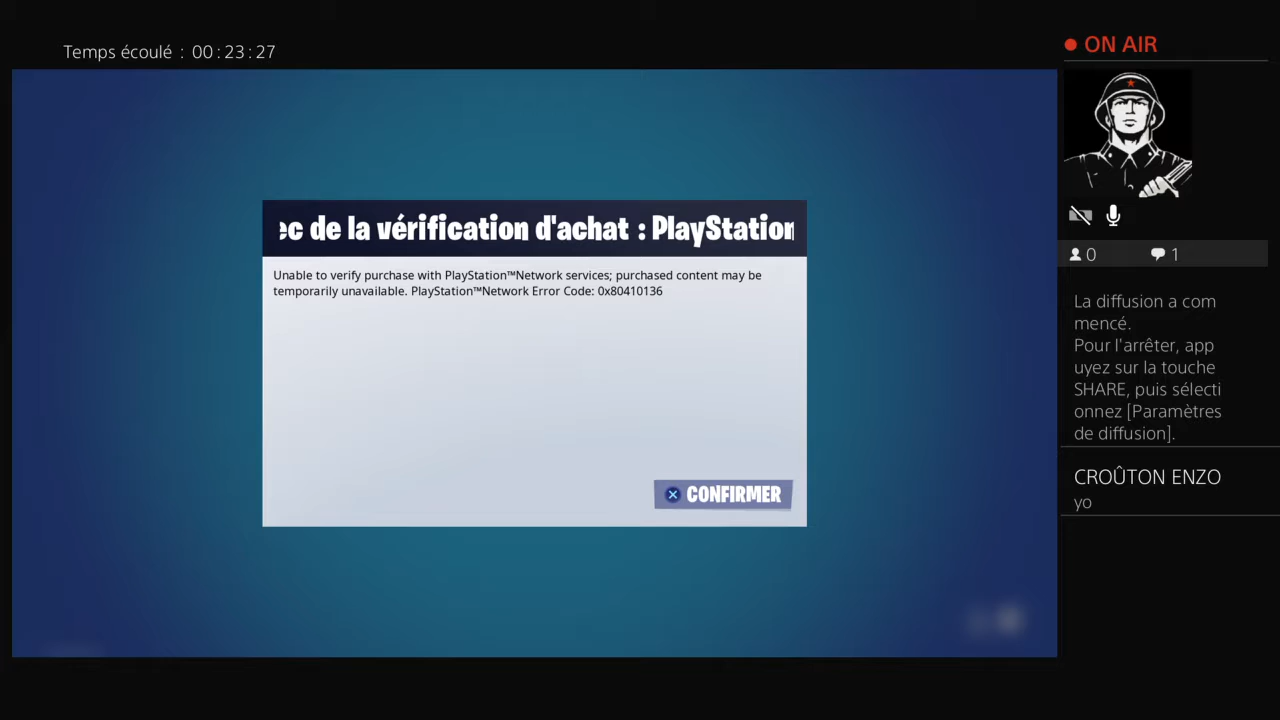 Temps écoulé : 00:23:27
ON AIR
ec de la vérification d'achat : PlayStation
Unable to verify purchase with PlayStation™Network services; purchased content may be
temporarily unavailable. PlayStation™Network Error Code: 0x80410136
CONFIRMER
0 1
La diffusion a com
mencé.
Pour l'arrêter, app
uyez sur la touche
SHARE, puis sélecti
onnez [Paramètres
de diffusion].
CROÛTON ENZO
yo